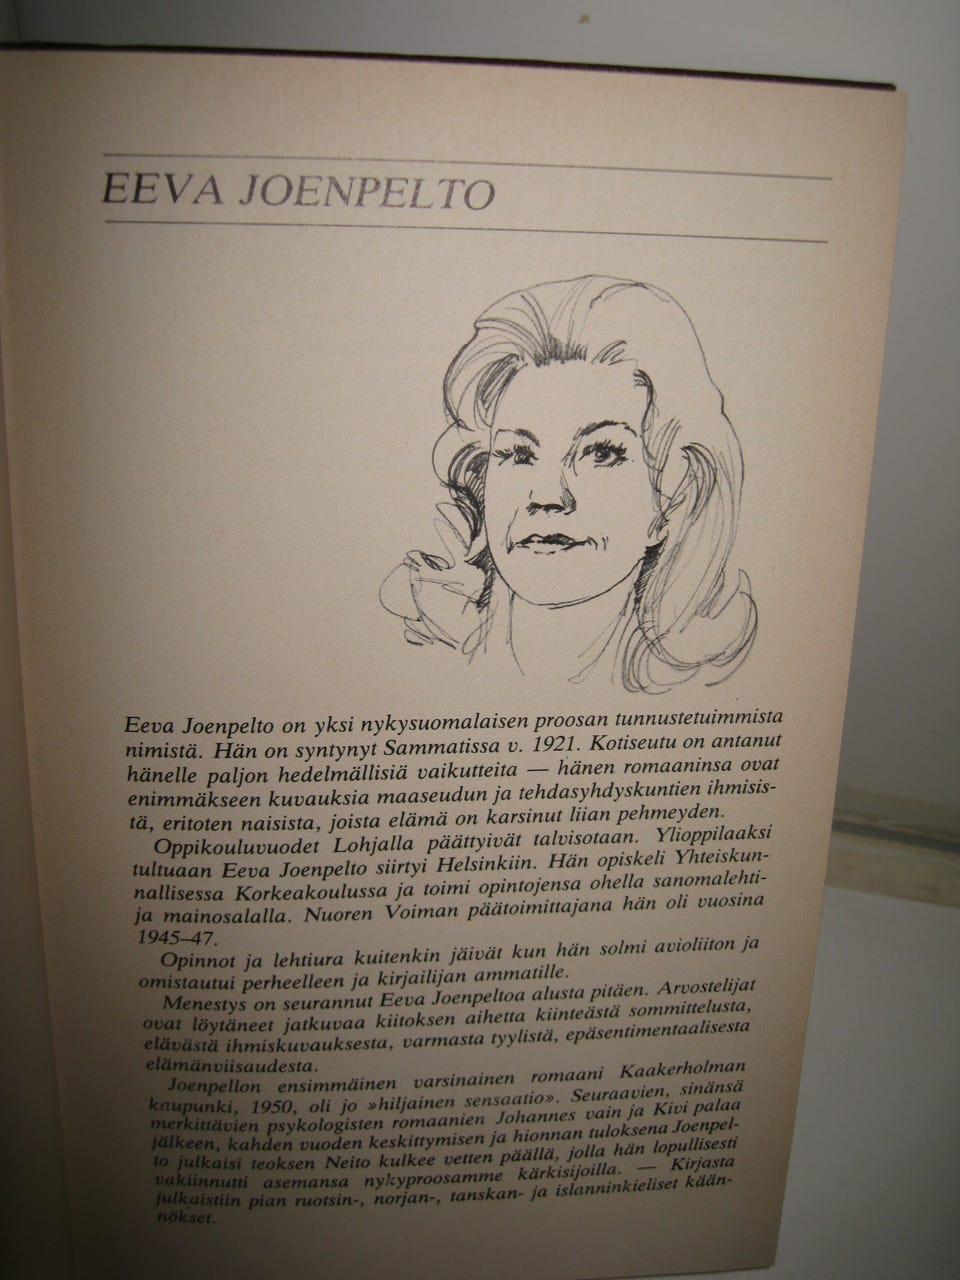 EEVA JOENPELTO
Eeva Joenpelto on yksi nykysuomalaisen proosan tunnustetuimmista
nimistä. Hän on syntynyt Sammatissa v. 1921. Kotiseutu on antanut
hänelle paljon hedelmällisiä vaikutteita — hänen romaaninsa ovat
enimmäkseen kuvauksia maaseudun ja tehdasyhdyskuntien ihmisis-
tä, eritoten naisista, joista elämä on karsinut liian pehmeyden.
Oppikouluvuodet Lohjalla päättyivät talvisotaan. Ylioppilaaksi
tultuaan Eeva Joenpelto siirtyi Helsinkiin. Hän opiskeli Yhteiskun-
nallisessa Korkeakoulussa ja toimi opintojensa ohella sanomalehti-
ja mainosalalla. Nuoren Voiman päätoimittajana hän oli vuosina
1945–47.
Opinnot ja lehtiura kuitenkin jäivät kun hän solmi avioliiton ja
omistautui perheelleen ja kirjailijan ammatille.
Menestys on seurannut Eeva Joenpeltoa alusta pitäen. Arvostelijat
ovat löytäneet jatkuvaa kiitoksen aihetta kiinteästä sommittelusta,
elävästä ihmiskuvauksesta, varmasta tyylistä, epäsentimentaalisesta
elämänviisaudesta.
Joenpellon ensimmäinen varsinainen romaani Kaakerholman
kaupunki, 1950, oli jo »hiljainen sensaatio». Seuraavien, sinänsä
merkittävien psykologisten romaanien Johannes vain ja Kivi palaa
jälkeen, kahden vuoden keskittymisen ja hionnan tuloksena Joenpel-
to julkaisi teoksen Neito kulkee vetten päällä, jolla hän lopullisesti
vakiinnutti asemansa nykyproosamme kärkisijoilla. — Kirjasta
julkaistiin pian ruotsin-, norjan-, tanskan- ja islanninkieliset kään-
nökset.